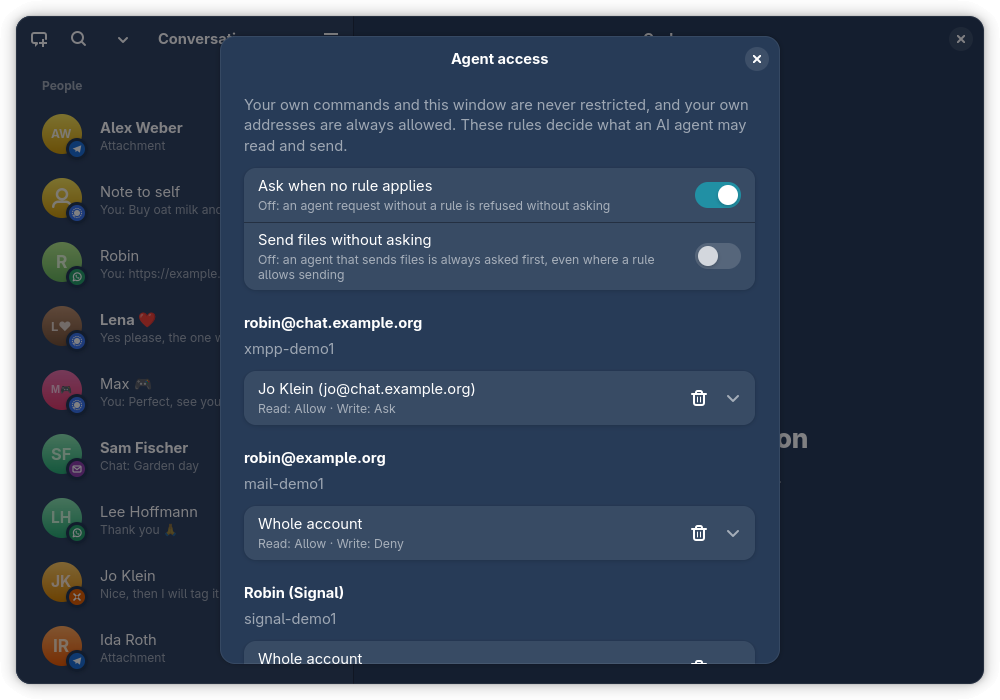 Conversati
Agent access
Your own commands and this window are never restricted, and your own
addresses are always allowed. These rules decide what an AI agent may
read and send.
Ask when no rule applies
Off: an agent request without a rule is refused without asking
Send files without asking
Off: an agent that sends files is always asked first, even where a rule
allows sending
robin@chat.example.org
xmpp-demo1
Jo Klein (jo@chat.example.org)
Read: Allow · Write: Ask
robin@example.org
mail-demo1
Whole account
Read: Allow · Write: Deny
Robin (Signal)
signal-demo1
Whole account
People
AW
Alex Weber
Attachment
Note to self
You: Buy oat milk and
R
Robin
You: https://example.
L❤
Lena ❤️
Yes please, the one w
M🎮
Max 🎮
You: Perfect, see you
SF
Sam Fischer
Chat: Garden day
LH
Lee Hoffmann
Thank you 🙏
JK
Jo Klein
Nice, then I will tag it
IR
Ida Roth
Attachment
on